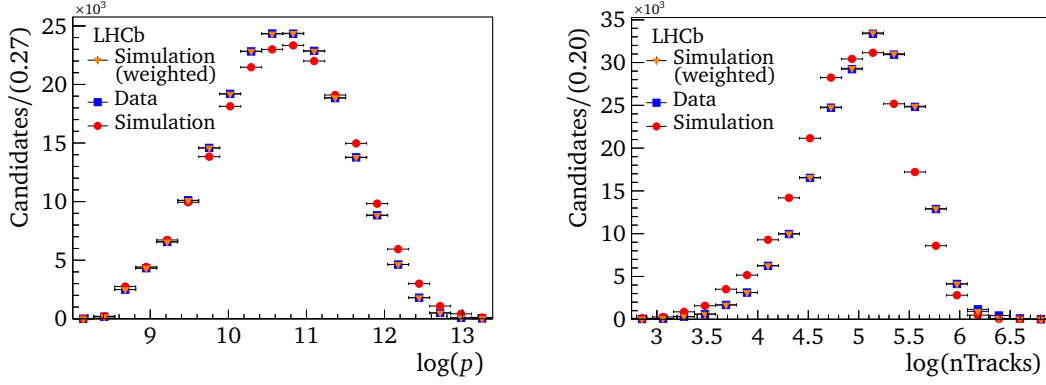 ×10³
LHCb
Simulation
(weighted)
Data
Simulation
Candidates/(0.27)
25
20
15
10
5
0
9
10
11
12
13
log(p)
×10³
LHCb
Simulation
(weighted)
Data
Simulation
Candidates/(0.20)
35
30
25
20
15
10
5
0
3
3.5
4
4.5
5
5.5
6
6.5
log(nTracks)